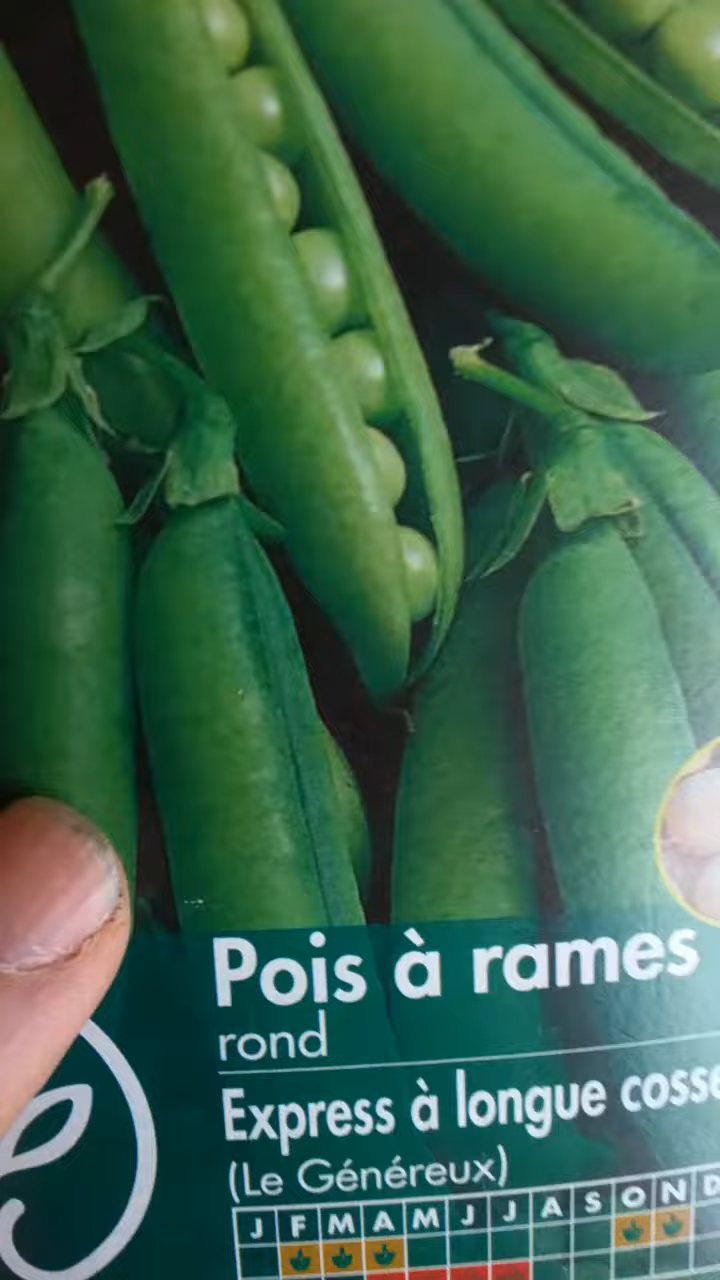 Pois à rames
rond
Express à longue cosse
(Le Généreux)
J F M A M J J A S O N D